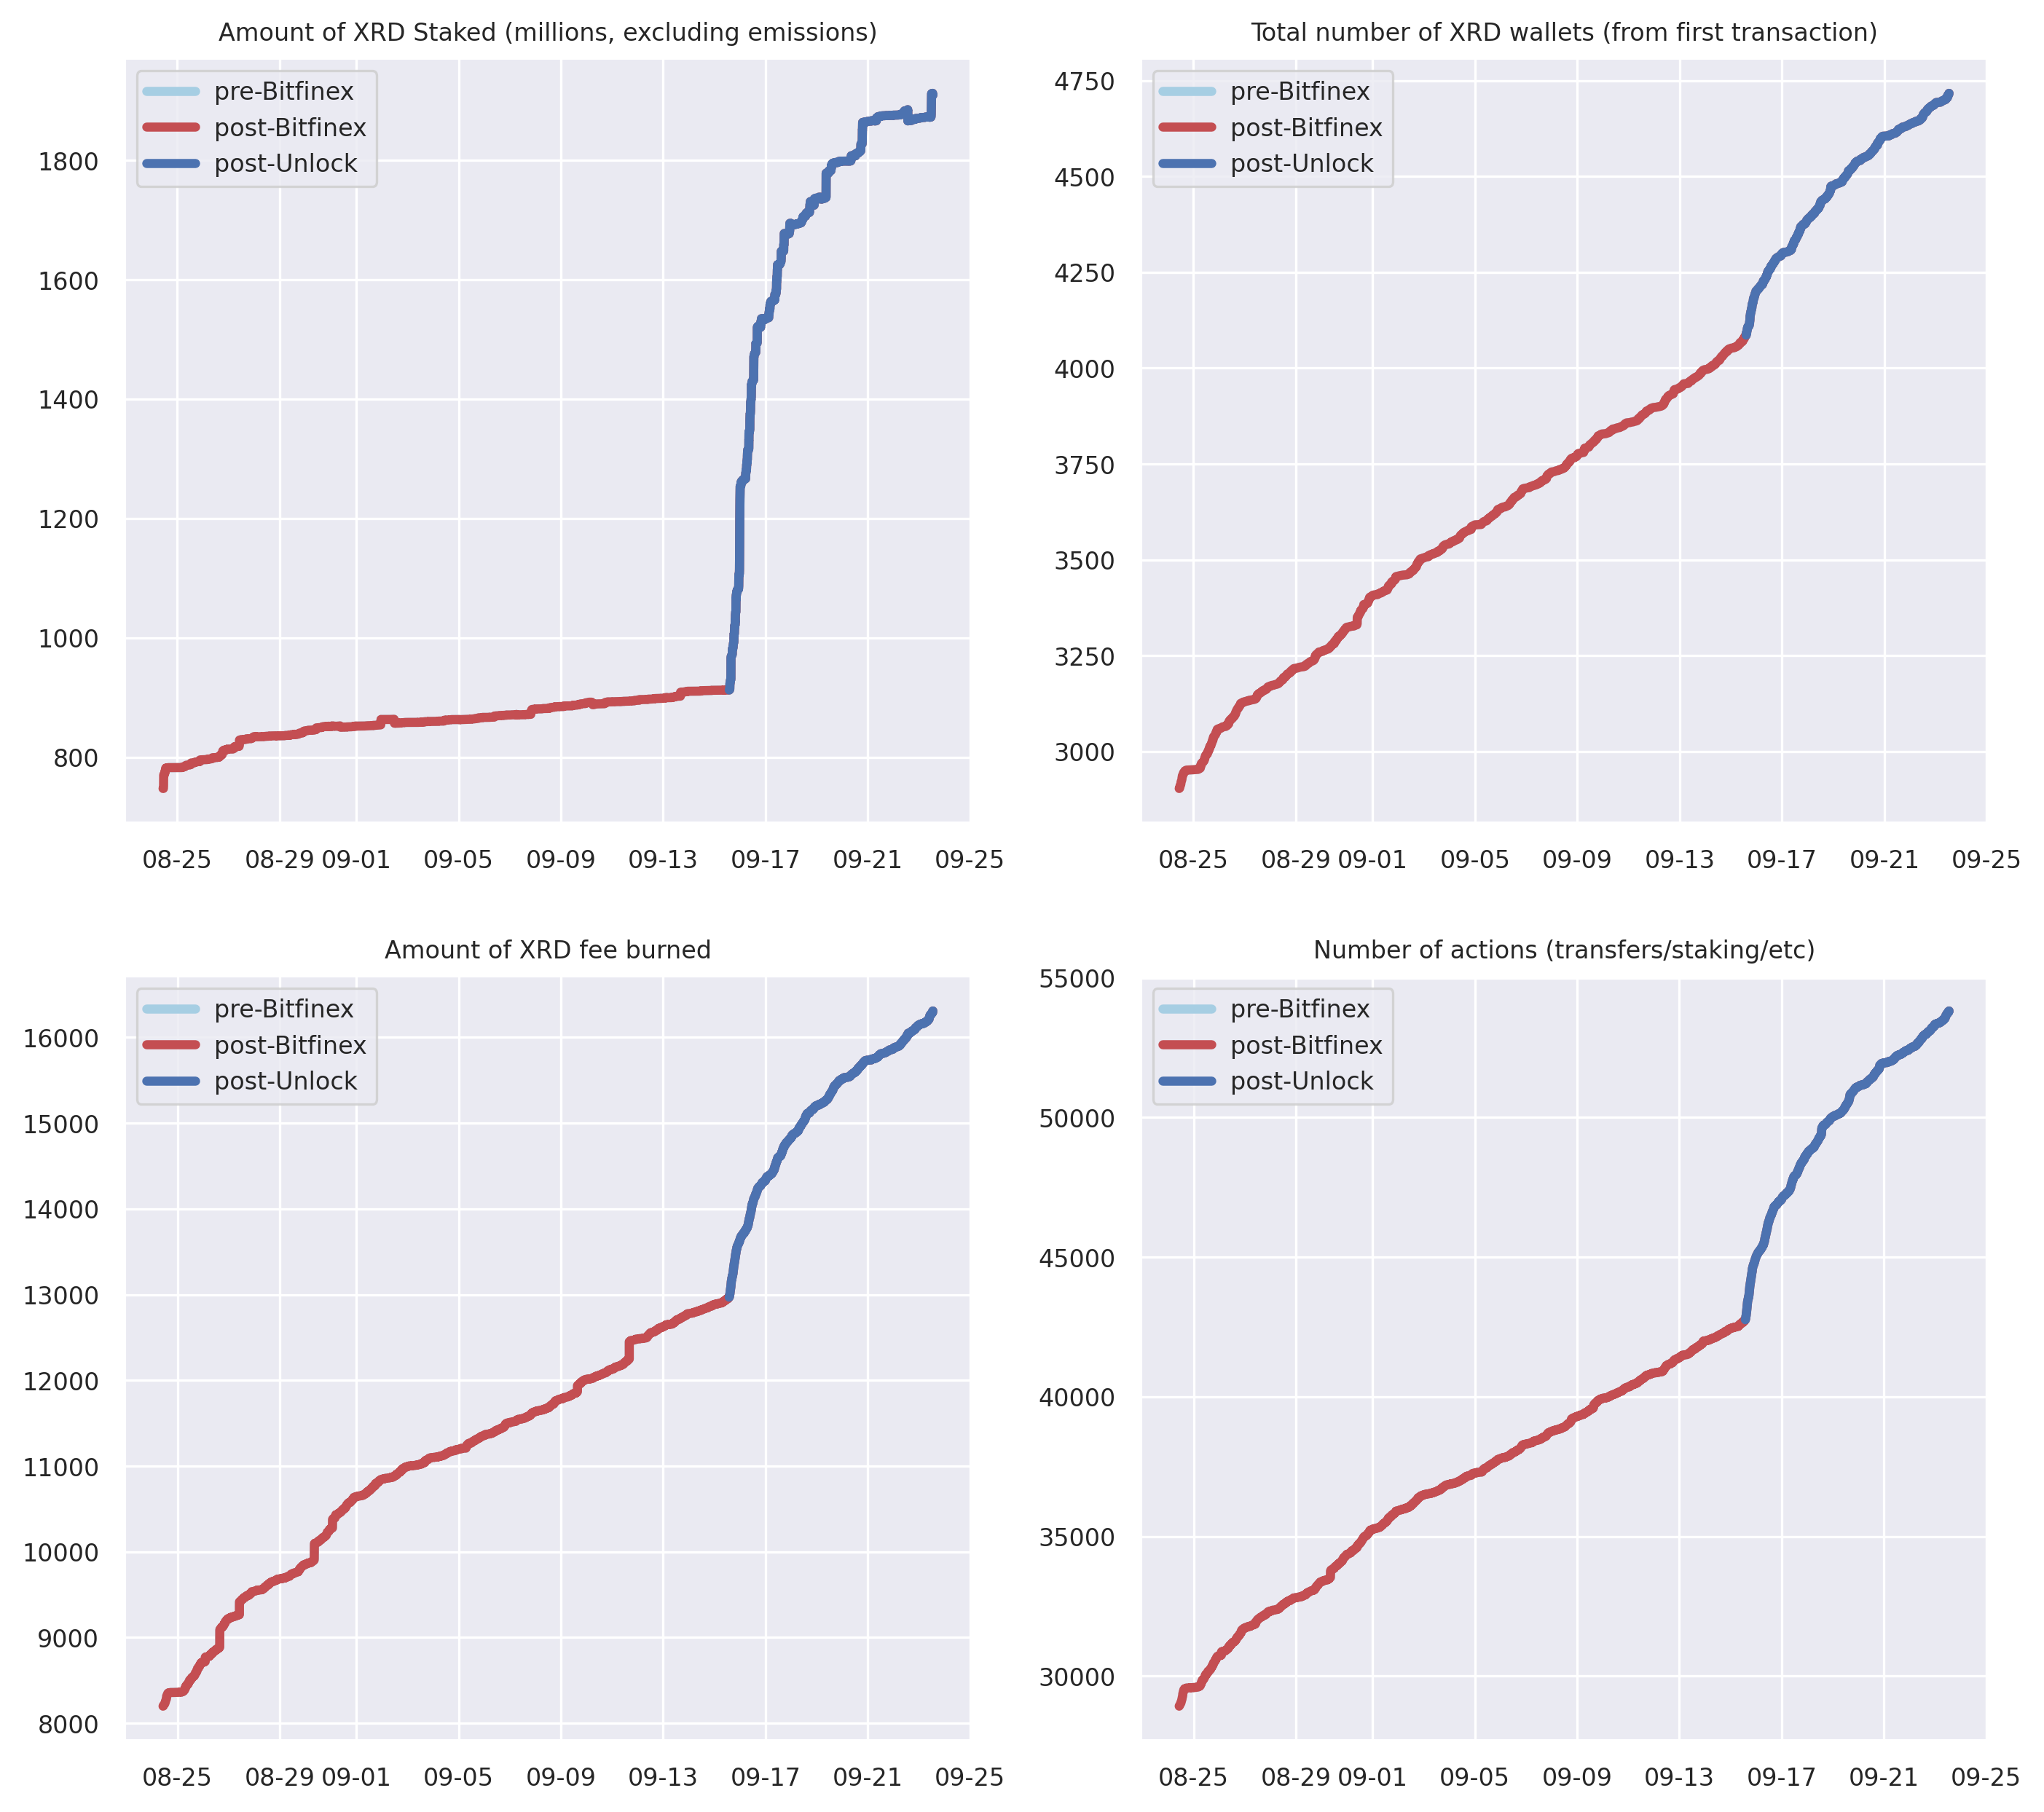 Amount of XRD Staked (millions, excluding emissions)
pre-Bitfinex
post-Bitfinex
post-Unlock
1800
1600
1400
1200
1000
800
08-25 08-29 09-01 09-05 09-09 09-13 09-17 09-21 09-25
Total number of XRD wallets (from first transaction)
pre-Bitfinex
post-Bitfinex
post-Unlock
4750
4500
4250
4000
3750
3500
3250
3000
08-25 08-29 09-01 09-05 09-09 09-13 09-17 09-21 09-25
Amount of XRD fee burned
pre-Bitfinex
post-Bitfinex
post-Unlock
16000
15000
14000
13000
12000
11000
10000
9000
8000
08-25 08-29 09-01 09-05 09-09 09-13 09-17 09-21 09-25
Number of actions (transfers/staking/etc)
pre-Bitfinex
post-Bitfinex
post-Unlock
55000
50000
45000
40000
35000
30000
08-25 08-29 09-01 09-05 09-09 09-13 09-17 09-21 09-25